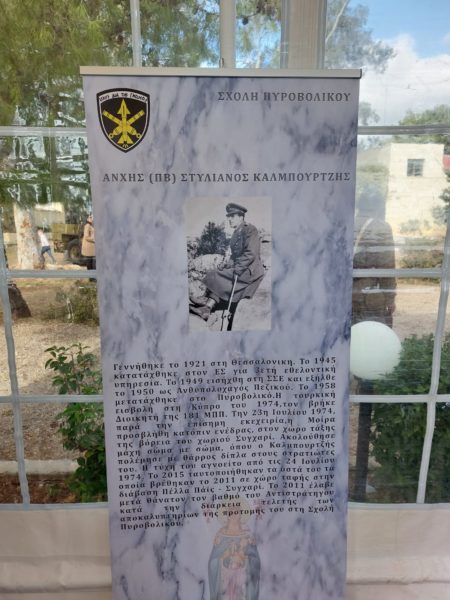 ΣΧΟΛΗ ΠΥΡΟΒΟΛΙΚΟΥ
ΑΝΧΗΣ (ΠΒ) ΣΤΥΛΙΑΝΟΣ ΚΑΛΜΠΟΥΡΤΖΗΣ
Γεννήθηκε το 1921 στη Θεσσαλονίκη. Το 1945
κατατάχθηκε στον ΕΣ για 3ετή εθελοντική
υπηρεσία. Το 1949 εισήχθη στη ΣΣΕ και εξήλθε
το 1950 ως Ανθυπολοχαγός Πεζικού. Το 1958
μετατάχθηκε στο Πυροβολικό.Η τουρκική
εισβολή στη Κύπρο του 1974,τον βρήκε
Διοικητή της 181 ΜΠΠ. Την 23η Ιουλίου 1974,
παρά την επίσημη εκεχειρία,η Μοίρα
προσβλήθη κατόπιν ενέδρας, στον χώρο τάξης
της βόρεια του χωριού Συγχαρί. Ακολούθησε
μάχη σώμα με σώμα, όπου ο Καλμπουρτζής
πολέμησε με θάρρος δίπλα στους στρατιώτες
του. Η τύχη του αγνοείτο από τις 24 Ιουλίου
1974. Το 2015 ταυτοποιήθηκαν τα οστά του τα
οποία βρέθηκαν το 2011 σε χώρο ταφής στην
διάβαση Πέλλα Πάις - Συγχαρί. Το 2011 έλαβε
μετά θάνατον τον βαθμό του Αντιστράτηγου
κατά την διάρκεια τελετής των
αποκαλυπτηρίων της προτομής του στη Σχολή
Πυροβολικού.